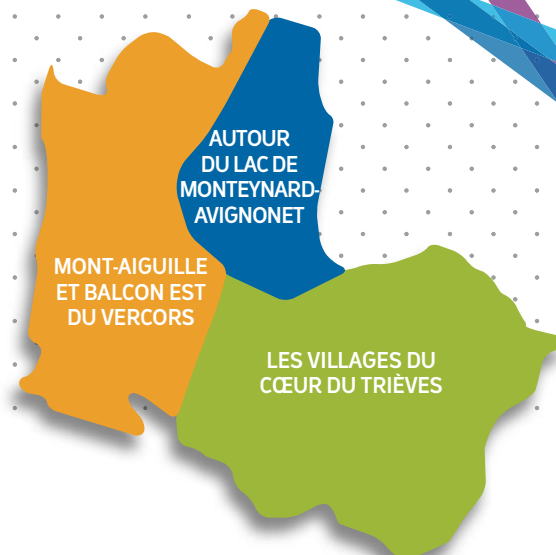 AUTOUR
DU LAC DE
MONTEYNARD-
AVIGNONET
MONT-AIGUILLE
ET BALCON EST
DU VERCORS
LES VILLAGES DU
CŒUR DU TRIÈVES